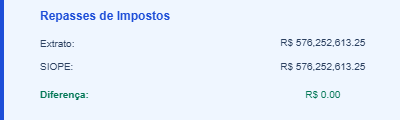 Repasses de Impostos
Extrato: R$ 576,252,613.25
SIOPE: R$ 576,252,613.25
Diferença: R$ 0.00